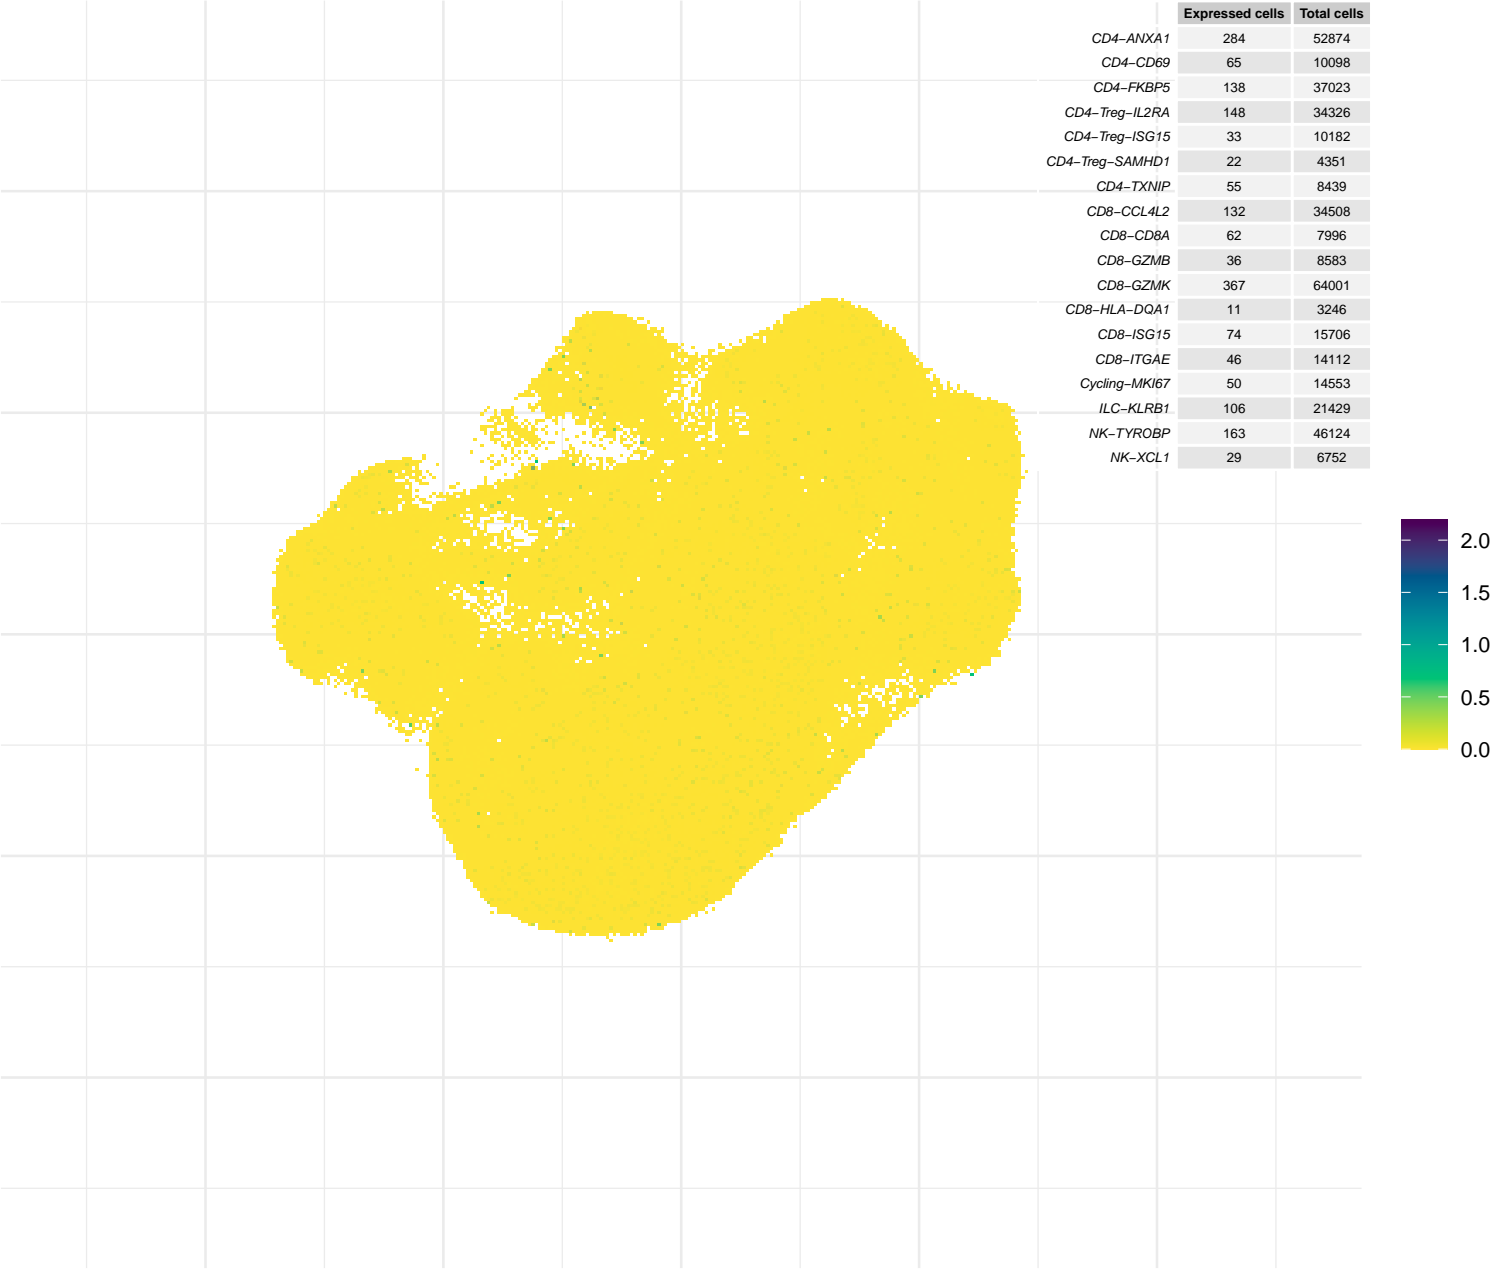 Expressed cells Total cells
CD4−ANXA1 284 52874
CD4−CD69 65 10098
CD4−FKBP5 138 37023
CD4−Treg−IL2RA 148 34326
CD4−Treg−ISG15 33 10182
CD4−Treg−SAMHD1 22 4351
CD4−TXNIP 55 8439
CD8−CCL4L2 132 34508
CD8−CD8A 62 7996
CD8−GZMB 36 8583
CD8−GZMK 367 64001
CD8−HLA−DQA1 11 3246
CD8−ISG15 74 15706
CD8−ITGAE 46 14112
Cycling−MKI67 50 14553
ILC−KLRB1 106 21429
NK−TYROBP 163 46124
NK−XCL1 29 6752
2.0
1.5
1.0
0.5
0.0